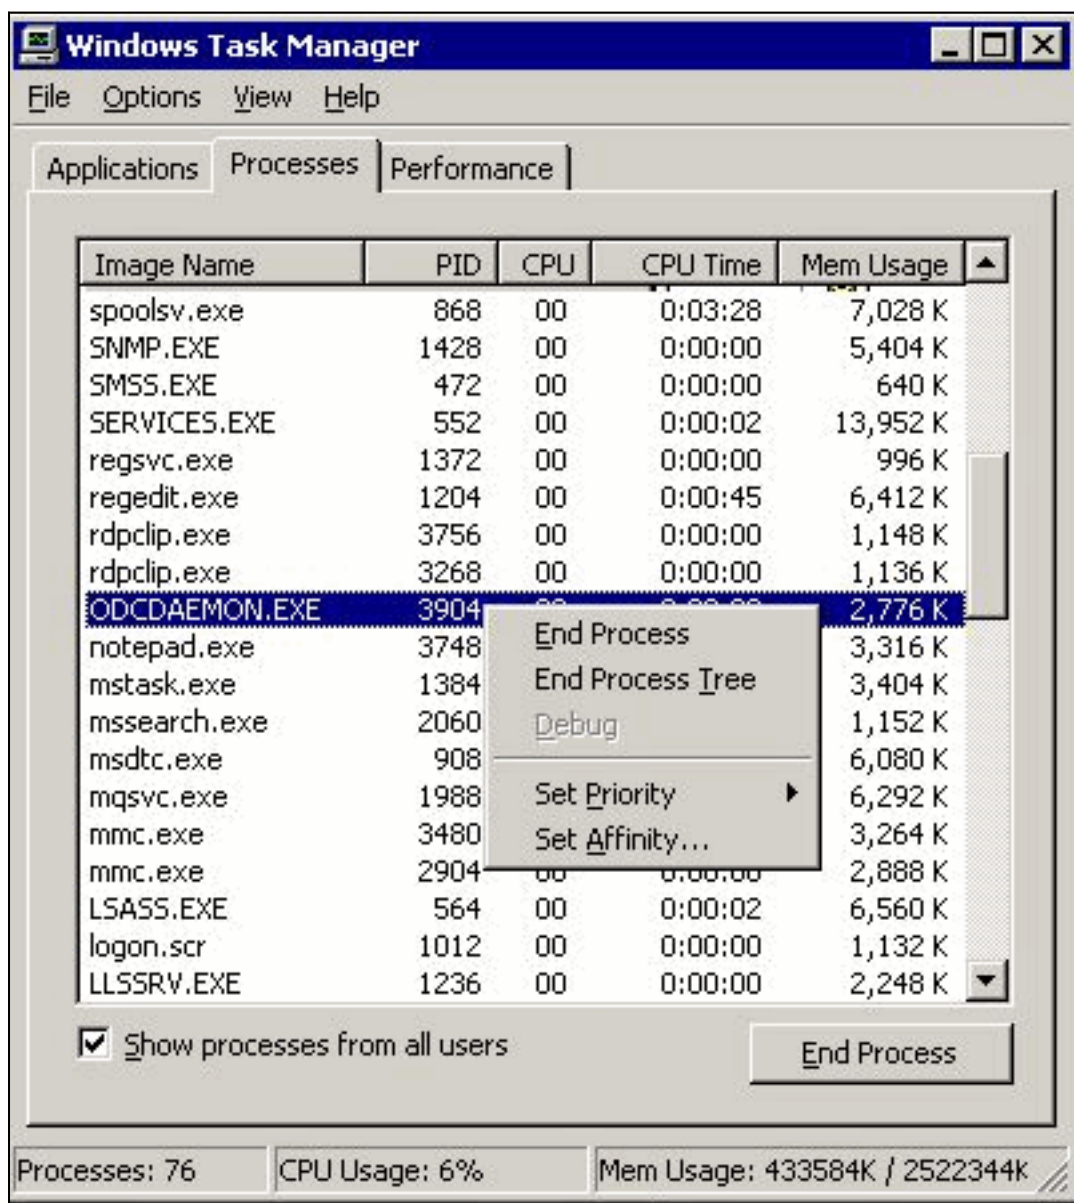 Windows Task Manager
File Options View Help
Applications Processes Performance
Image Name PID CPU CPU Time Mem Usage
spoolsv.exe 868 00 0:03:28 7,028 K
SNMP.EXE 1428 00 0:00:00 5,404 K
SMSS.EXE 472 00 0:00:00 640 K
SERVICES.EXE 552 00 0:00:02 13,952 K
regsvc.exe 1372 00 0:00:00 996 K
regedit.exe 1204 00 0:00:45 6,412 K
rdpclip.exe 3756 00 0:00:00 1,148 K
rdpclip.exe 3268 00 0:00:00 1,136 K
ODCDAEMON.EXE 3904 2,776 K
End Process
notepad.exe 3748 3,316 K
End Process Tree
mstask.exe 1384 3,404 K
Debug
mssearch.exe 2060 1,152 K
msdtc.exe 908 6,080 K
Set Priority
mqsvc.exe 1988 6,292 K
Set Affinity...
mmc.exe 3480 3,264 K
mmc.exe 2904 00 0:00:00 2,888 K
LSASS.EXE 564 00 0:00:02 6,560 K
logon.scr 1012 00 0:00:00 1,132 K
LLSSRV.EXE 1236 00 0:00:00 2,248 K
Show processes from all users
End Process
Processes: 76 CPU Usage: 6% Mem Usage: 433584K / 2522344K